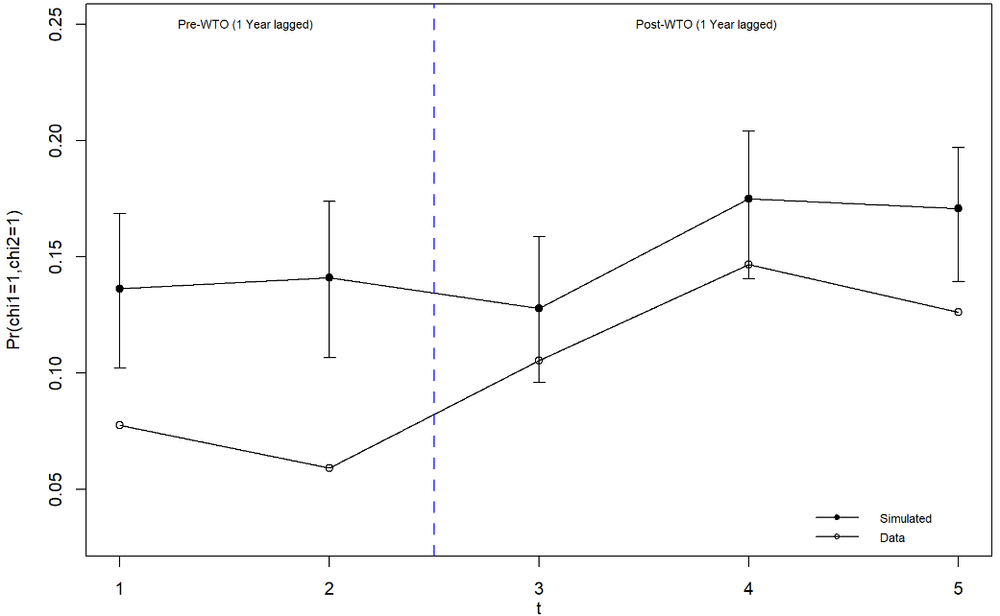 Pre-WTO (1 Year lagged)
Post-WTO (1 Year lagged)
Pr(chi1=1,chi2=1)
0.25
0.20
0.15
0.10
0.05
Simulated
Data
1 2 3 4 5
t